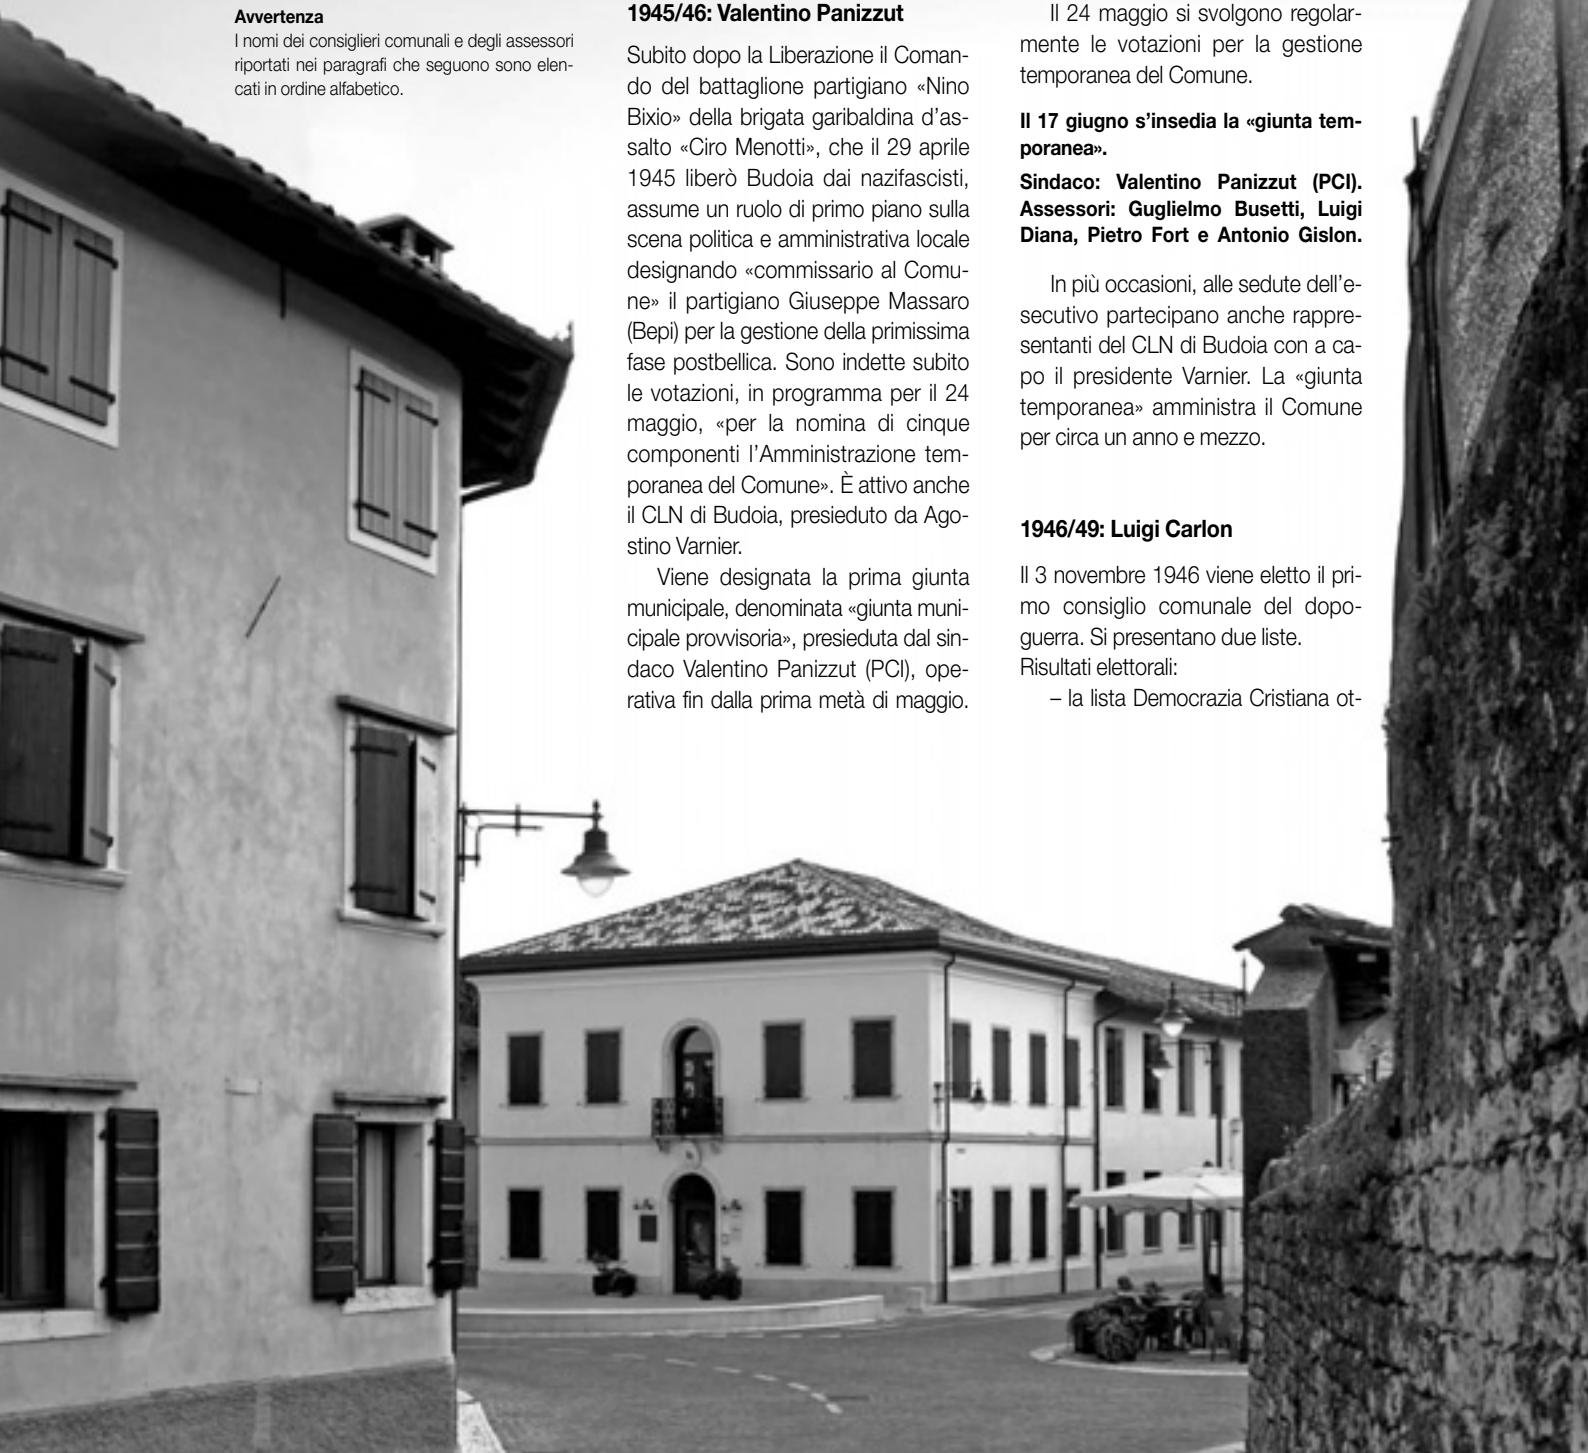 Avvertenza
I nomi dei consiglieri comunali e degli assessori
riportati nei paragrafi che seguono sono elen-
cati in ordine alfabetico.
1945/46: Valentino Panizzut
Subito dopo la Liberazione il Coman-
do del battaglione partigiano «Nino
Bixio» della brigata garibaldina d'as-
salto «Ciro Menotti», che il 29 aprile
1945 liberò Budoia dai nazifascisti,
assume un ruolo di primo piano sulla
scena politica e amministrativa locale
designando «commissario al Comu-
ne» il partigiano Giuseppe Massaro
(Bepi) per la gestione della primissima
fase postbellica. Sono indette subito
le votazioni, in programma per il 24
maggio, «per la nomina di cinque
componenti l'Amministrazione tem-
poranea del Comune». È attivo anche
il CLN di Budoia, presieduto da Ago-
stino Varnier.
Viene designata la prima giunta
municipale, denominata «giunta muni-
cipale provvisoria», presieduta dal sin-
daco Valentino Panizzut (PCI), ope-
rativa fin dalla prima metà di maggio.
Il 24 maggio si svolgono regolar-
mente le votazioni per la gestione
temporanea del Comune.
Il 17 giugno s'insedia la «giunta tem-
poranea».
Sindaco: Valentino Panizzut (PCI).
Assessori: Guglielmo Busetti, Luigi
Diana, Pietro Fort e Antonio Gislon.
In più occasioni, alle sedute dell'e-
secutivo partecipano anche rappre-
sentanti del CLN di Budoia con a ca-
po il presidente Varnier. La «giunta
temporanea» amministra il Comune
per circa un anno e mezzo.
1946/49: Luigi Carlon
Il 3 novembre 1946 viene eletto il pri-
mo consiglio comunale del dopo-
guerra. Si presentano due liste.
Risultati elettorali:
– la lista Democrazia Cristiana ot-